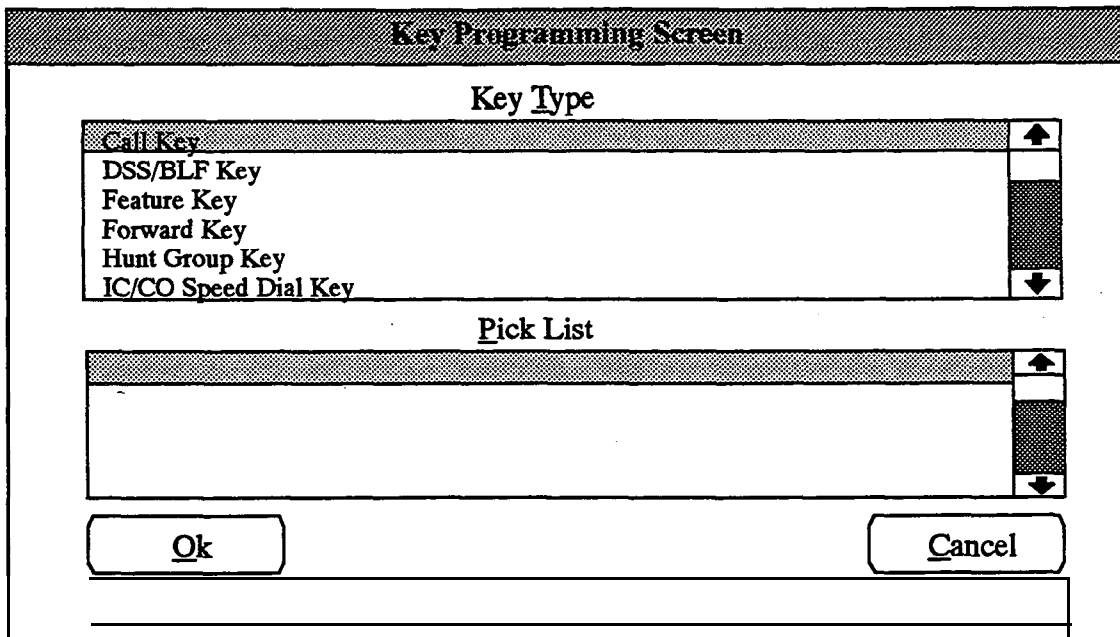 Key Programming Screen
Key Type
Call Key
DSS/BLF Key
Feature Key
Forward Key
Hunt Group Key
IC/CO Speed Dial Key
Pick List
Ok
Cancel